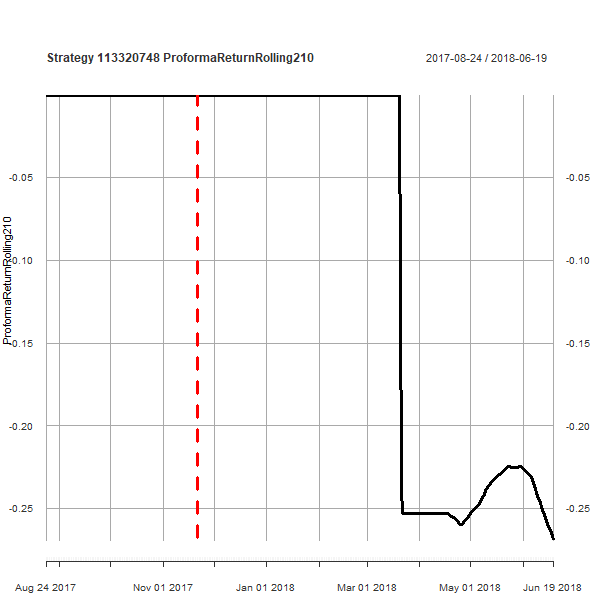 Strategy 113320748 ProformaReturnRolling210
2017-08-24 / 2018-06-19
ProformaReturnRolling210
-0.05
-0.10
-0.15
-0.20
-0.25
-0.05
-0.10
-0.15
-0.20
-0.25
Aug 24 2017 Nov 01 2017 Jan 01 2018 Mar 01 2018 May 01 2018 Jun 19 2018